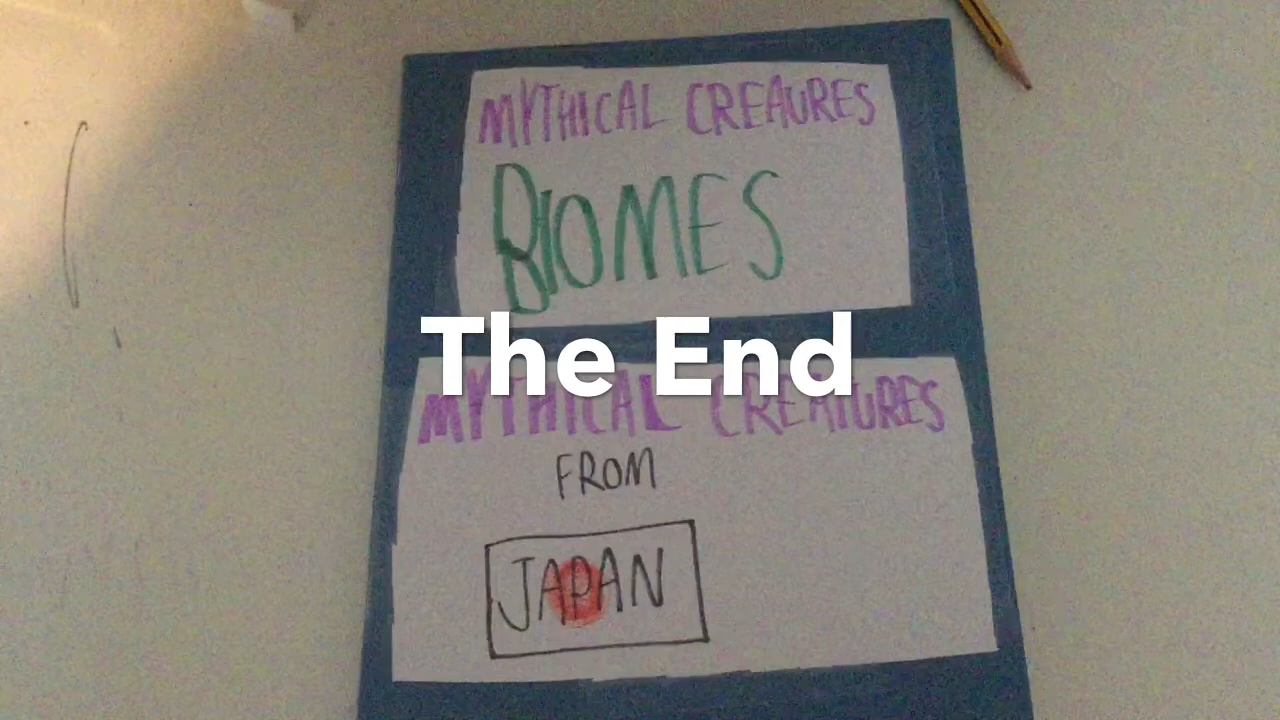 MYTHICAL CREAURES
BIOMES
The End
MYTHICAL CREATURES
FROM
JAPAN